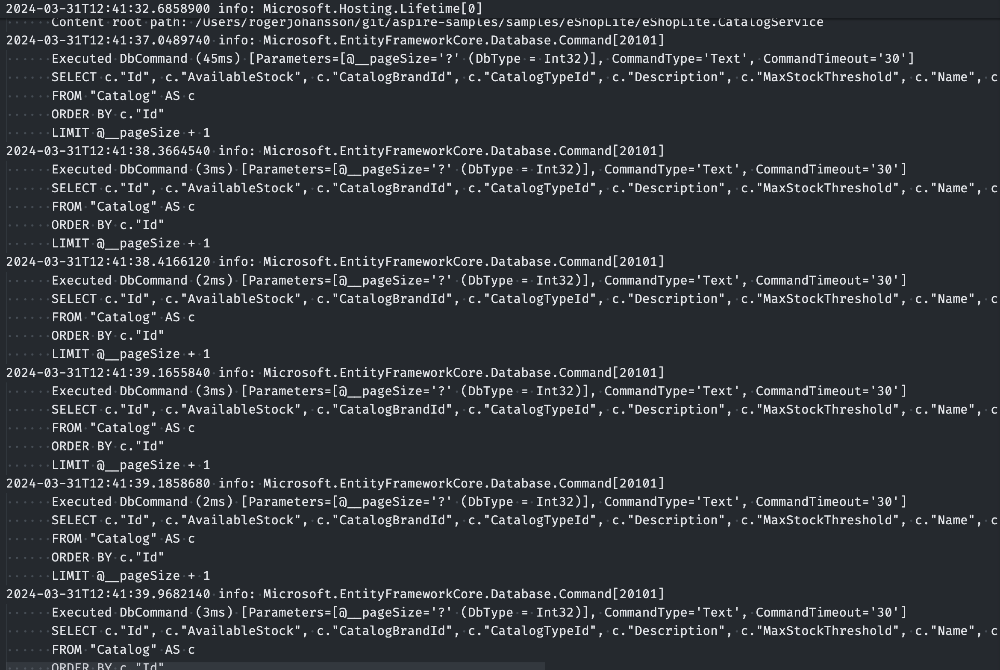 2024-03-31T12:41:32.6858900 info: Microsoft.Hosting.Lifetime[0]
Content root path: /Users/rogerjohansson/git/aspire-samples/samples/eShopLite/eShopLite.CatalogService
2024-03-31T12:41:37.0489740 info: Microsoft.EntityFrameworkCore.Database.Command[20101]
Executed DbCommand (45ms) [Parameters=[@__pageSize='?' (DbType = Int32)], CommandType='Text', CommandTimeout='30']
SELECT c."Id", c."AvailableStock", c."CatalogBrandId", c."CatalogTypeId", c."Description", c."MaxStockThreshold", c."Name", c
FROM "Catalog" AS c
ORDER BY c."Id"
LIMIT @__pageSize + 1
2024-03-31T12:41:38.3664540 info: Microsoft.EntityFrameworkCore.Database.Command[20101]
Executed DbCommand (3ms) [Parameters=[@__pageSize='?' (DbType = Int32)], CommandType='Text', CommandTimeout='30']
SELECT c."Id", c."AvailableStock", c."CatalogBrandId", c."CatalogTypeId", c."Description", c."MaxStockThreshold", c."Name", c
FROM "Catalog" AS c
ORDER BY c."Id"
LIMIT @__pageSize + 1
2024-03-31T12:41:38.4166120 info: Microsoft.EntityFrameworkCore.Database.Command[20101]
Executed DbCommand (2ms) [Parameters=[@__pageSize='?' (DbType = Int32)], CommandType='Text', CommandTimeout='30']
SELECT c."Id", c."AvailableStock", c."CatalogBrandId", c."CatalogTypeId", c."Description", c."MaxStockThreshold", c."Name", c
FROM "Catalog" AS c
ORDER BY c."Id"
LIMIT @__pageSize + 1
2024-03-31T12:41:39.1655840 info: Microsoft.EntityFrameworkCore.Database.Command[20101]
Executed DbCommand (3ms) [Parameters=[@__pageSize='?' (DbType = Int32)], CommandType='Text', CommandTimeout='30']
SELECT c."Id", c."AvailableStock", c."CatalogBrandId", c."CatalogTypeId", c."Description", c."MaxStockThreshold", c."Name", c
FROM "Catalog" AS c
ORDER BY c."Id"
LIMIT @__pageSize + 1
2024-03-31T12:41:39.1858680 info: Microsoft.EntityFrameworkCore.Database.Command[20101]
Executed DbCommand (2ms) [Parameters=[@__pageSize='?' (DbType = Int32)], CommandType='Text', CommandTimeout='30']
SELECT c."Id", c."AvailableStock", c."CatalogBrandId", c."CatalogTypeId", c."Description", c."MaxStockThreshold", c."Name", c
FROM "Catalog" AS c
ORDER BY c."Id"
LIMIT @__pageSize + 1
2024-03-31T12:41:39.9682140 info: Microsoft.EntityFrameworkCore.Database.Command[20101]
Executed DbCommand (3ms) [Parameters=[@__pageSize='?' (DbType = Int32)], CommandType='Text', CommandTimeout='30']
SELECT c."Id", c."AvailableStock", c."CatalogBrandId", c."CatalogTypeId", c."Description", c."MaxStockThreshold", c."Name", c
FROM "Catalog" AS c
ORDER BY c."Id"